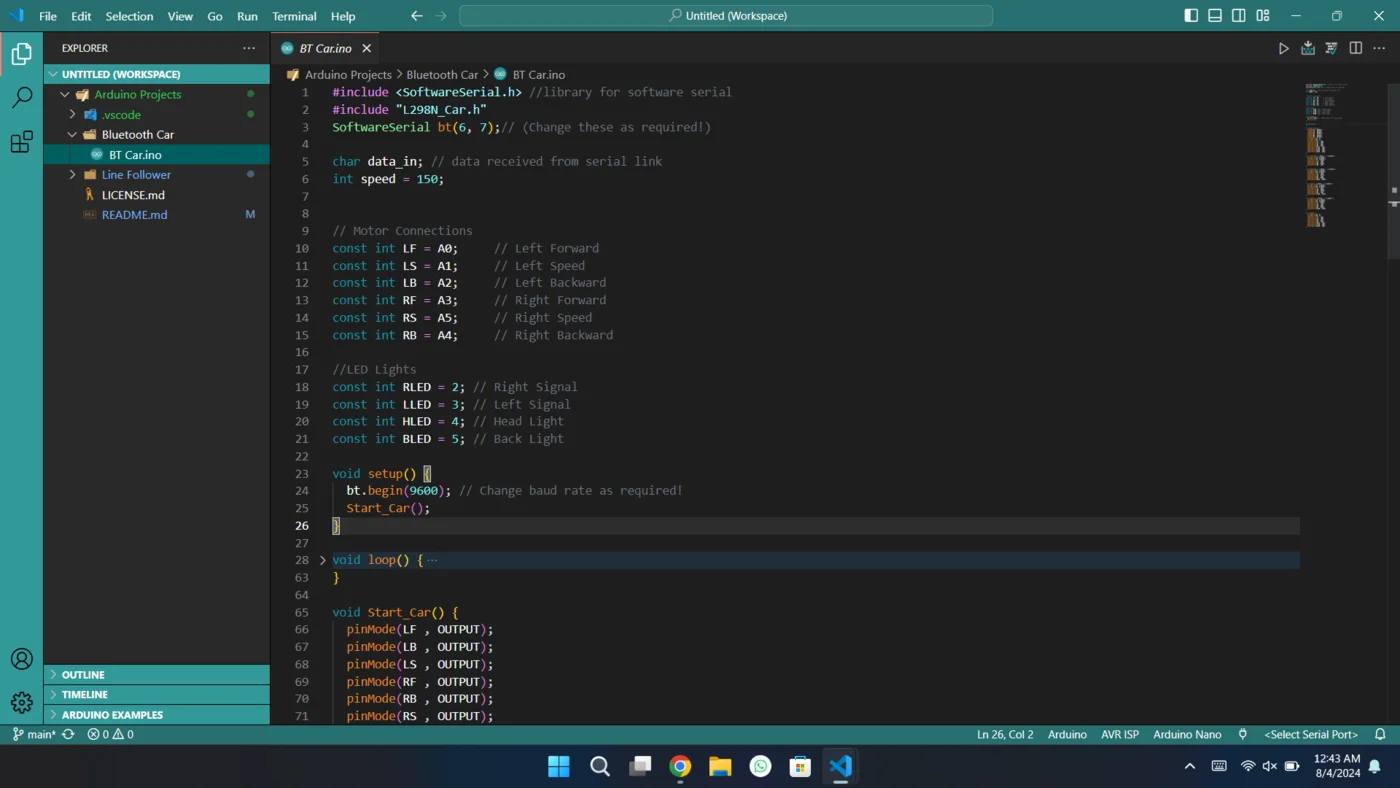 File Edit Selection View Go Run Terminal Help
Untitled (Workspace)
EXPLORER
UNTITLED (WORKSPACE)
Arduino Projects
.vscode
Bluetooth Car
BT Car.ino
Line Follower
LICENSE.md
README.md M
OUTLINE
TIMELINE
ARDUINO EXAMPLES
BT Car.ino
Arduino Projects > Bluetooth Car > BT Car.ino
1 #include <SoftwareSerial.h> //library for software serial
2 #include "L298N_Car.h"
3 SoftwareSerial bt(6, 7);// (Change these as required!)
4
5 char data_in; // data received from serial link
6 int speed = 150;
7
8
9 // Motor Connections
10 const int LF = A0; // Left Forward
11 const int LS = A1; // Left Speed
12 const int LB = A2; // Left Backward
13 const int RF = A3; // Right Forward
14 const int RS = A5; // Right Speed
15 const int RB = A4; // Right Backward
16
17 //LED Lights
18 const int RLED = 2; // Right Signal
19 const int LLED = 3; // Left Signal
20 const int HLED = 4; // Head Light
21 const int BLED = 5; // Back Light
22
23 void setup() {
24 bt.begin(9600); // Change baud rate as required!
25 Start_Car();
26 }
27
28 void loop() { ...
63 }
64
65 void Start_Car() {
66 pinMode(LF , OUTPUT);
67 pinMode(LB , OUTPUT);
68 pinMode(LS , OUTPUT);
69 pinMode(RF , OUTPUT);
70 pinMode(RB , OUTPUT);
71 pinMode(RS , OUTPUT);
main* 0 0 Ln 26, Col 2 Arduino AVR ISP Arduino Nano <Select Serial Port>
12:43 AM
8/4/2024